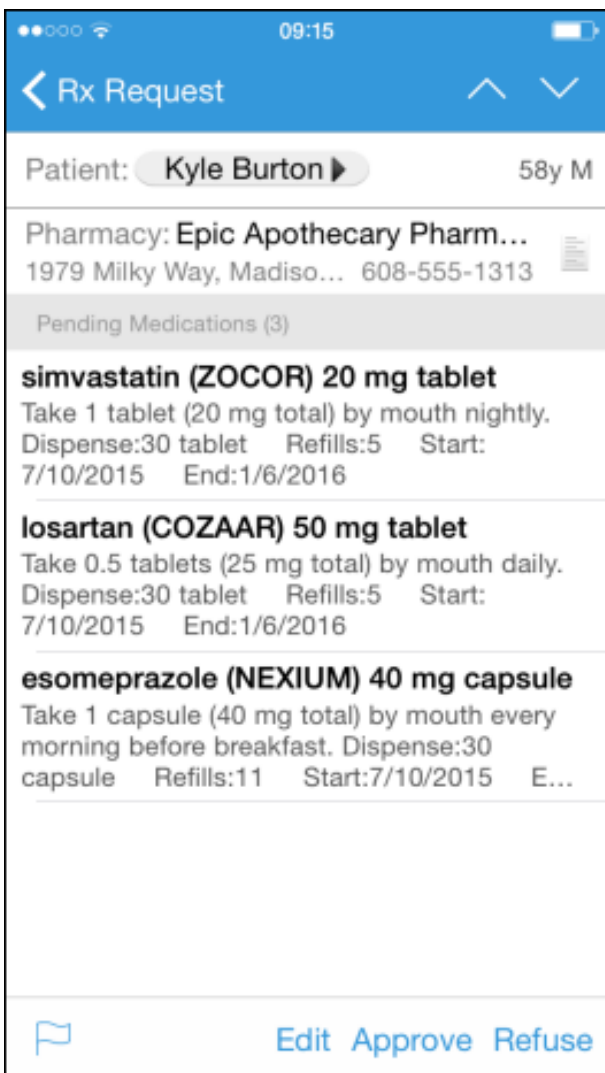 09:15
Rx Request
Patient: Kyle Burton 58y M
Pharmacy: Epic Apothecary Pharm...
1979 Milky Way, Madiso... 608-555-1313
Pending Medications (3)
simvastatin (ZOCOR) 20 mg tablet
Take 1 tablet (20 mg total) by mouth nightly.
Dispense:30 tablet Refills:5 Start:
7/10/2015 End:1/6/2016
losartan (COZAAR) 50 mg tablet
Take 0.5 tablets (25 mg total) by mouth daily.
Dispense:30 tablet Refills:5 Start:
7/10/2015 End:1/6/2016
esomeprazole (NEXIUM) 40 mg capsule
Take 1 capsule (40 mg total) by mouth every
morning before breakfast. Dispense:30
capsule Refills:11 Start:7/10/2015 E...
Edit Approve Refuse